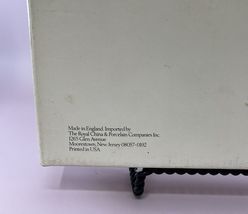 Made in England. Imported by
The Royal China & Porcelain Companies Inc.
1265 Glen Avenue
Moorestown, New Jersey 08057-0912
Printed in USA